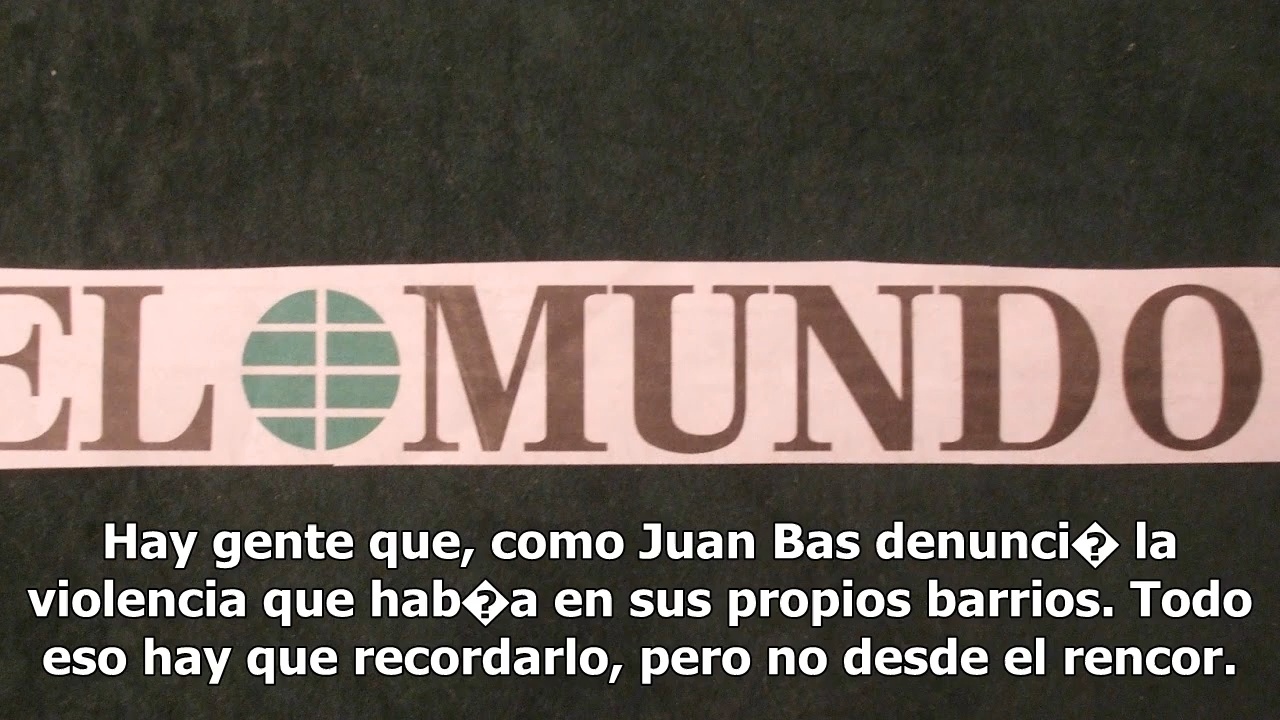 EL MUNDO
Hay gente que, como Juan Bas denunci� la
violencia que hab�a en sus propios barrios. Todo
eso hay que recordarlo, pero no desde el rencor.